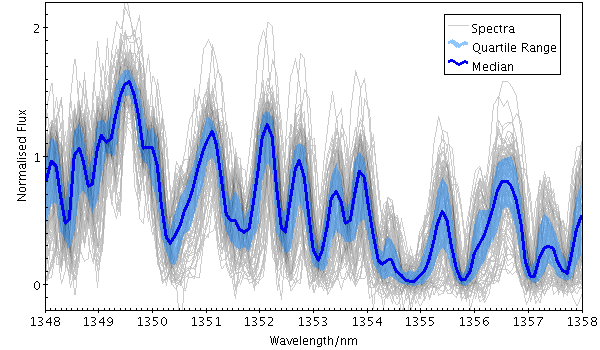 2
1
0
Normalised Flux
Spectra
Quartile Range
Median
1348 1349 1350 1351 1352 1353 1354 1355 1356 1357 1358
Wavelength/nm